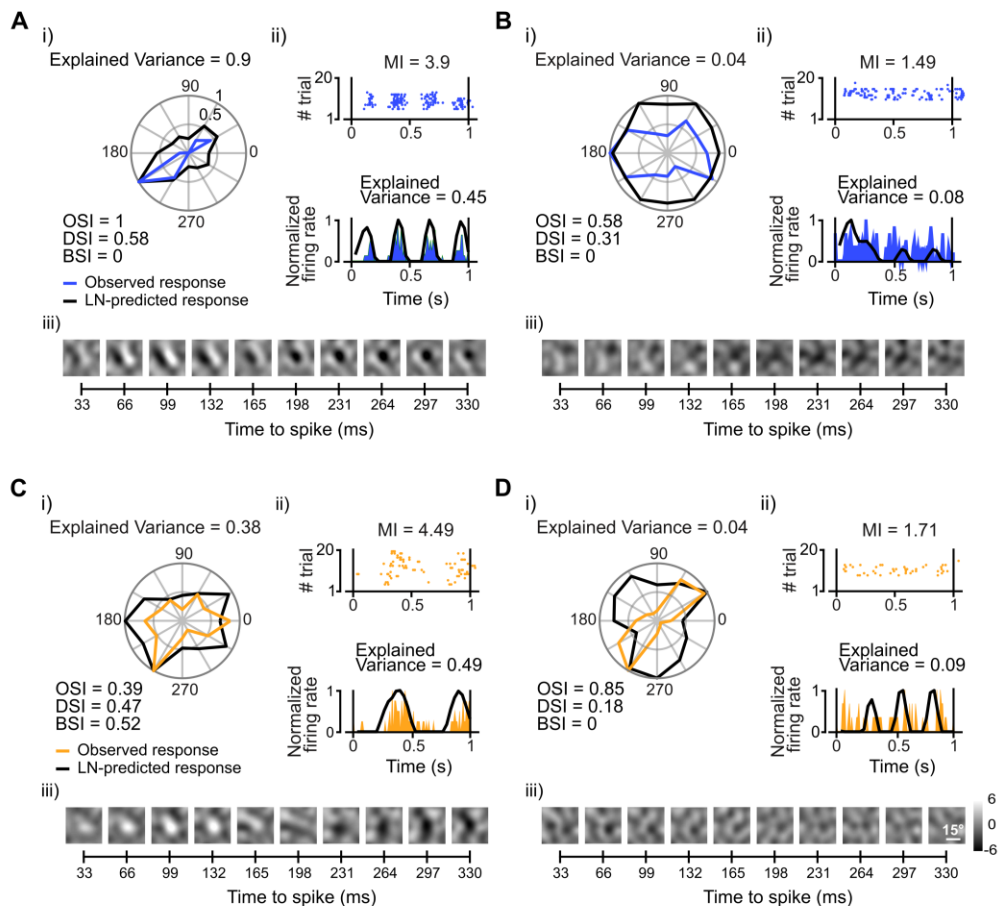 A
i)
Explained Variance = 0.9
90
1
0.5
180
0
270
OSI = 1
DSI = 0.58
BSI = 0
Observed response
LN-predicted response
ii)
MI = 3.9
# trial
20
1
0 0.5 1
Explained
Variance = 0.45
Normalized
firing rate
1
0
0 0.5 1
Time (s)
iii)
33 66 99 132 165 198 231 264 297 330
Time to spike (ms)
B
i)
Explained Variance = 0.04
90
180
0
270
OSI = 0.58
DSI = 0.31
BSI = 0
ii)
MI = 1.49
# trial
20
1
0 0.5 1
Explained
Variance = 0.08
Normalized
firing rate
1
0
0 0.5 1
Time (s)
iii)
33 66 99 132 165 198 231 264 297 330
Time to spike (ms)
C
i)
Explained Variance = 0.38
90
180
0
270
OSI = 0.39
DSI = 0.47
BSI = 0.52
Observed response
LN-predicted response
ii)
MI = 4.49
# trial
20
1
0 0.5 1
Explained
Variance = 0.49
Normalized
firing rate
1
0
0 0.5 1
Time (s)
iii)
33 66 99 132 165 198 231 264 297 330
Time to spike (ms)
D
i)
Explained Variance = 0.04
90
180
0
270
OSI = 0.85
DSI = 0.18
BSI = 0
ii)
MI = 1.71
# trial
20
1
0 0.5 1
Explained
Variance = 0.09
Normalized
firing rate
1
0
0 0.5 1
Time (s)
iii)
15°
6
0
-6
33 66 99 132 165 198 231 264 297 330
Time to spike (ms)